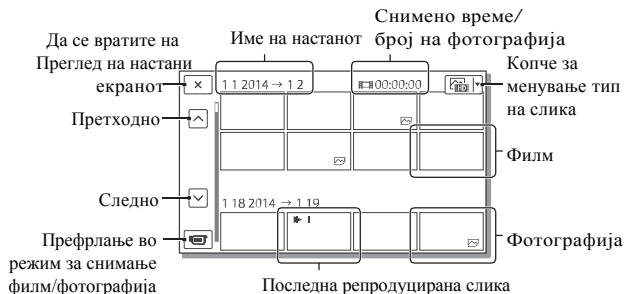 Снимено време/
Да се вратите на
Име на настанот
број на фотографија
Преглед на настани
екранот
Копче за
менување тип
на слика
1 1 2014 → 1 2
00:00:00
Претходно
Филм
Следно
1 18 2014 → 1 19
Префрлање во
режим за снимање
филм/фотографија
Фотографија
Последна репродуцирана слика